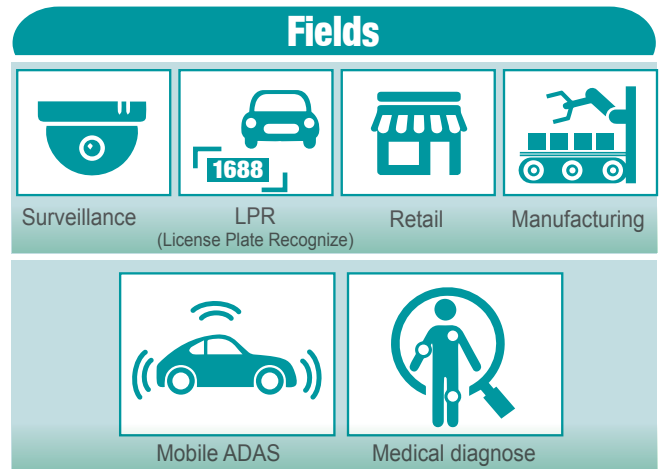 Fields
1688
Surveillance
LPR
(License Plate Recognize)
Retail
Manufacturing
Mobile ADAS
Medical diagnose